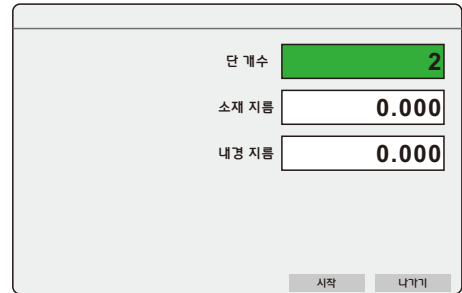 단 개수 2
소재 지름 0.000
내경 지름 0.000
시작 나가기